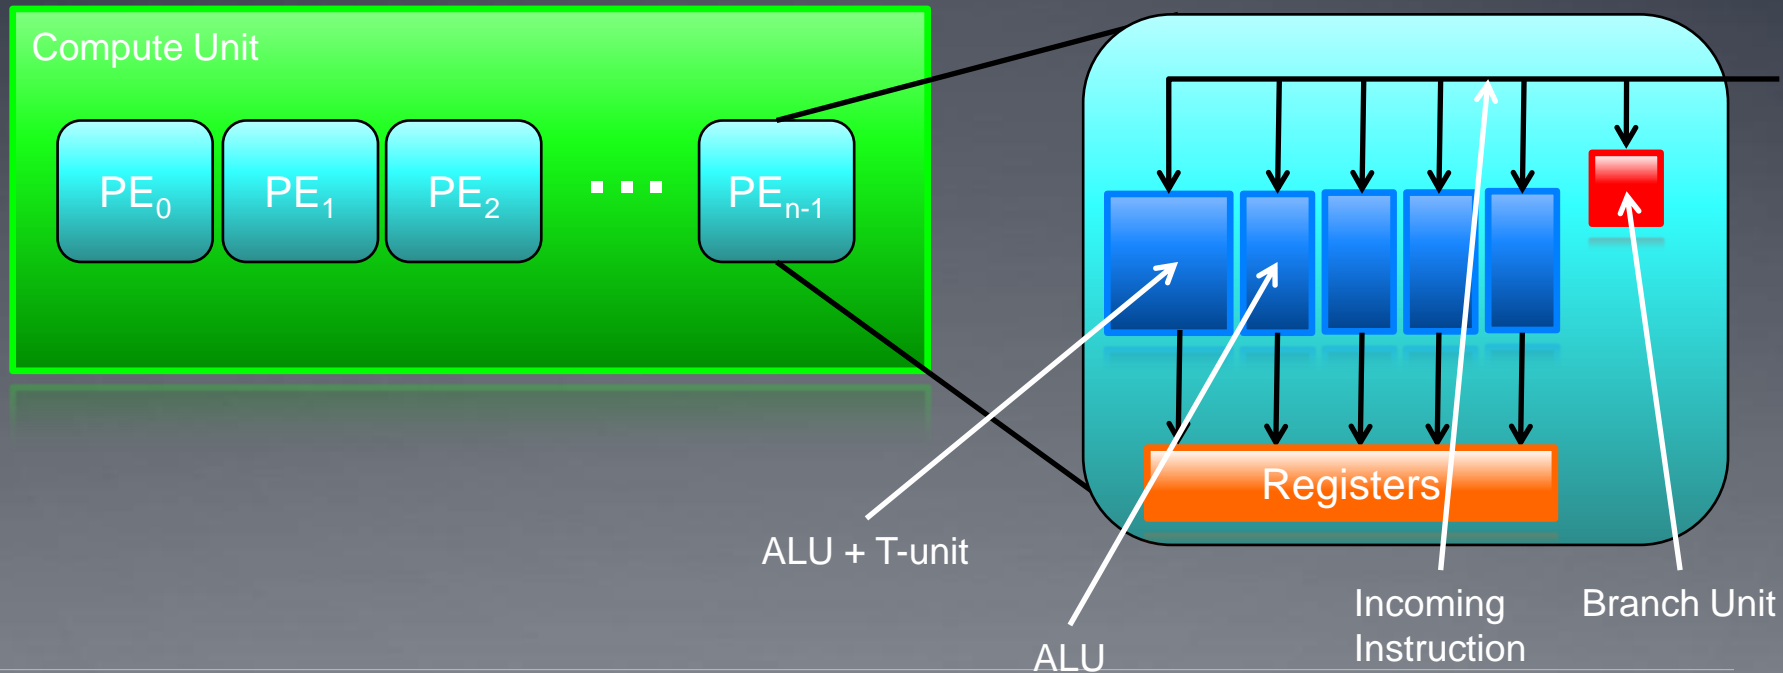 Compute Unit
PE0
PE1
PE2
...
PEn-1
Registers
ALU + T-unit
ALU
Incoming
Instruction
Branch Unit